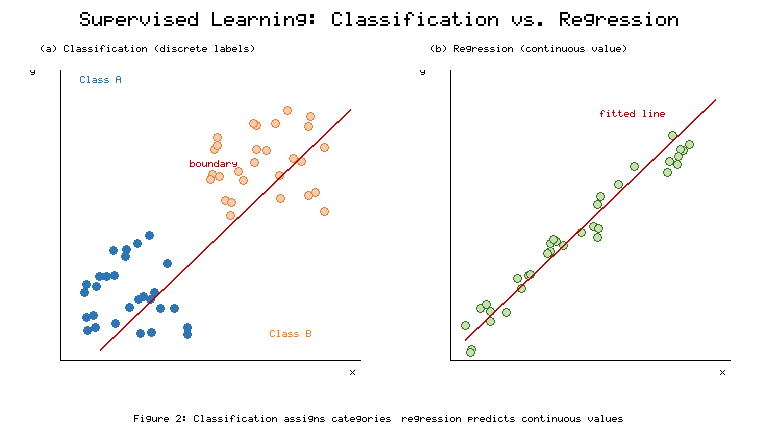 Supervised Learning: Classification vs. Regression
(a) Classification (discrete labels)
(b) Regression (continuous value)
y
Class A
boundary
Class B
x
y
fitted line
x
Figure 2: Classification assigns categories  regression predicts continuous values